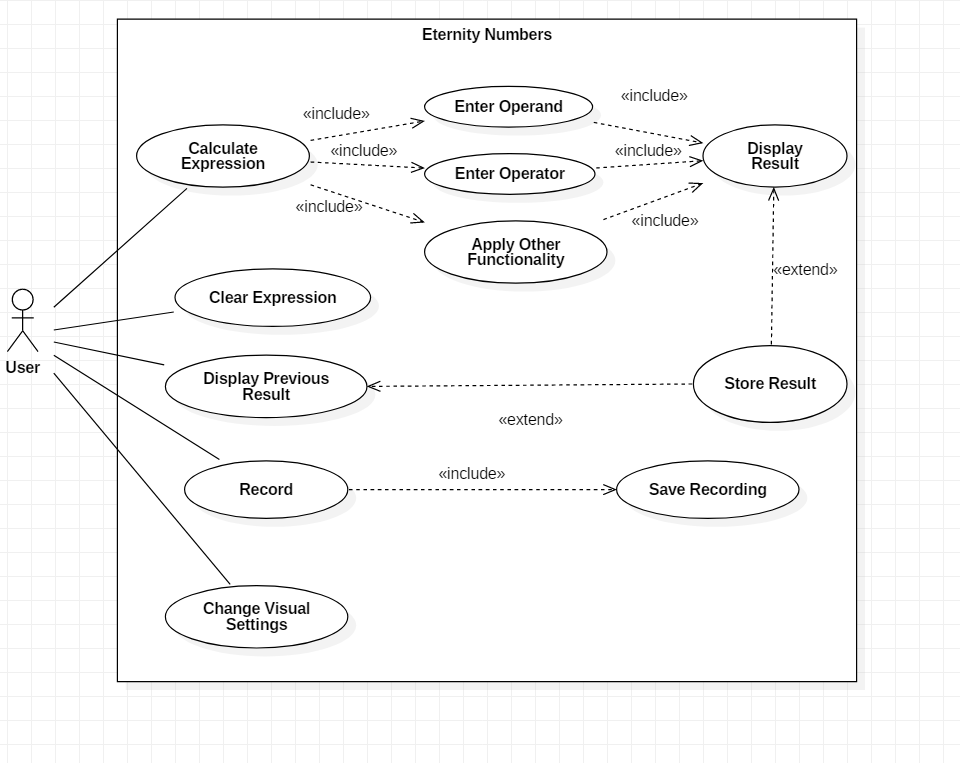 Eternity Numbers
«include»
Enter Operand
«include»
Calculate
Expression
«include»
Enter Operator
«include»
Display
Result
«include»
Apply Other
Functionality
«include»
Clear Expression
«extend»
User
Display Previous
Result
Store Result
«extend»
Record
«include»
Save Recording
Change Visual
Settings